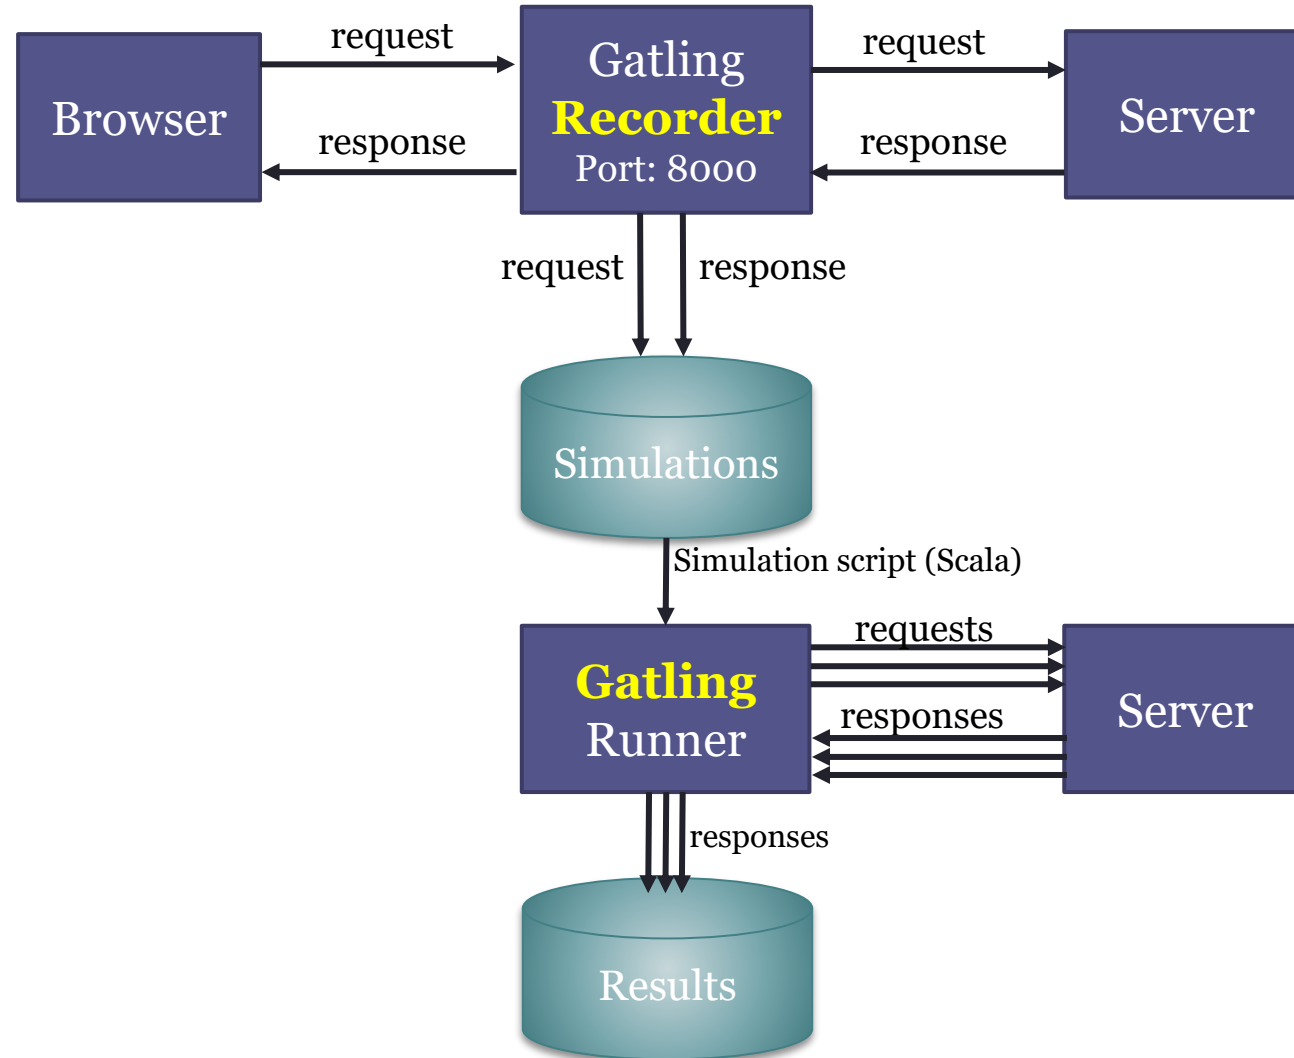 request
request
Browser
Gatling
Recorder
Port: 8000
Server
response
response
request
response
Simulations
Simulation script (Scala)
requests
Gatling
Runner
responses
Server
responses
Results